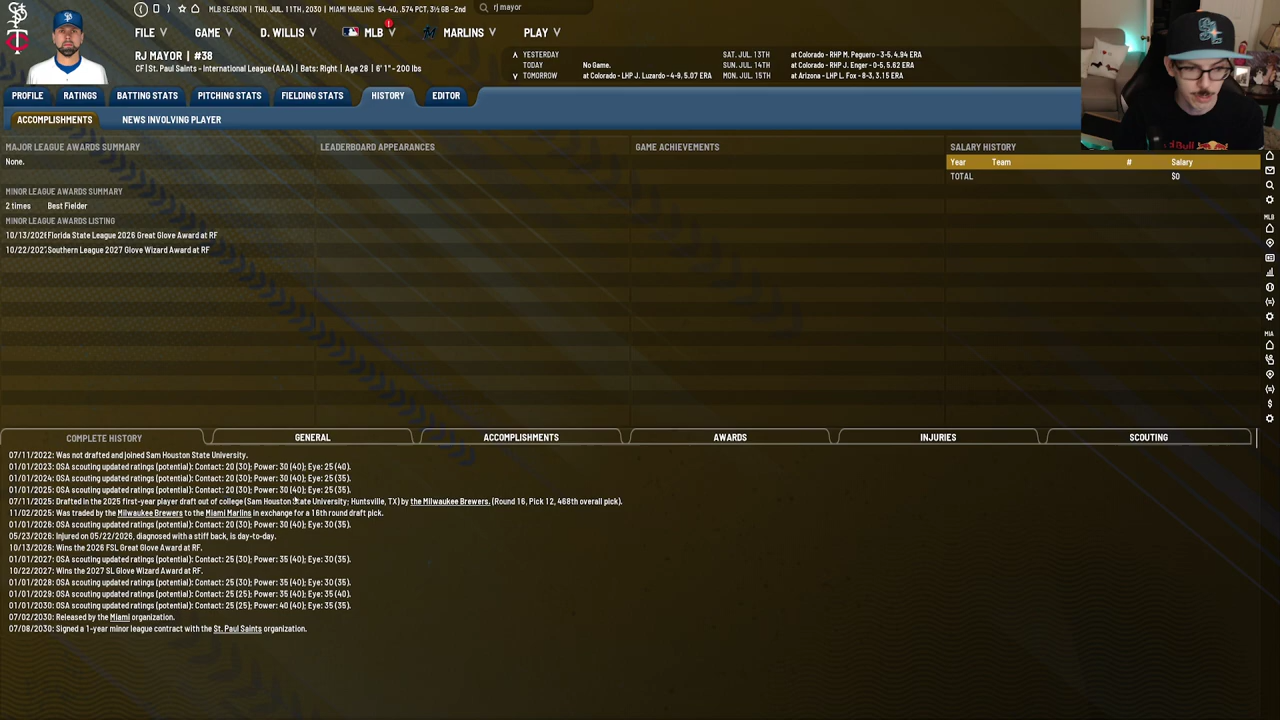 MLB SEASON | THU. JUL. 11TH, 2030 | MIAMI MARLINS 54-40, .574 PCT, 3½ GB - 2nd
rj mayor
FILE GAME D. WILLIS MLB MARLINS PLAY
RJ MAYOR | #38
CF | St. Paul Saints - International League (AAA) | Bats: Right | Age 28 | 6' 1" - 200 lbs
YESTERDAY
TODAY No Game.
TOMORROW at Colorado - LHP J. Luzardo - 4-9, 5.07 ERA
SAT. JUL. 13TH at Colorado - RHP M. Peguero - 3-5, 4.94 ERA
SUN. JUL. 14TH at Colorado - RHP J. Enger - 0-5, 5.62 ERA
MON. JUL. 15TH at Arizona - LHP L. Fox - 8-3, 3.15 ERA
PROFILE RATINGS BATTING STATS PITCHING STATS FIELDING STATS HISTORY EDITOR
ACCOMPLISHMENTS NEWS INVOLVING PLAYER
MAJOR LEAGUE AWARDS SUMMARY LEADERBOARD APPEARANCES GAME ACHIEVEMENTS SALARY HISTORY
None.
Year Team # Salary
TOTAL $0
MINOR LEAGUE AWARDS SUMMARY
2 times Best Fielder
MINOR LEAGUE AWARDS LISTING
10/13/2026 Florida State League 2026 Great Glove Award at RF
10/22/2027 Southern League 2027 Glove Wizard Award at RF
MLB
MIA
COMPLETE HISTORY GENERAL ACCOMPLISHMENTS AWARDS INJURIES SCOUTING
07/11/2022: Was not drafted and joined Sam Houston State University.
01/01/2023: OSA scouting updated ratings (potential): Contact: 20 (30); Power: 30 (40); Eye: 25 (40).
01/01/2024: OSA scouting updated ratings (potential): Contact: 20 (30); Power: 30 (40); Eye: 25 (35).
01/01/2025: OSA scouting updated ratings (potential): Contact: 20 (30); Power: 30 (40); Eye: 25 (35).
07/11/2025: Drafted in the 2025 first-year player draft out of college (Sam Houston State University: Huntsville, TX) by the Milwaukee Brewers. (Round 16, Pick 12, 468th overall pick).
11/02/2025: Was traded by the Milwaukee Brewers to the Miami Marlins in exchange for a 16th round draft pick.
01/01/2026: OSA scouting updated ratings (potential): Contact: 20 (30); Power: 30 (40); Eye: 30 (35).
05/23/2026: Injured on 05/22/2026, diagnosed with a stiff back, is day-to-day.
10/13/2026: Wins the 2026 FSL Great Glove Award at RF.
01/01/2027: OSA scouting updated ratings (potential): Contact: 25 (30); Power: 35 (40); Eye: 30 (35).
10/22/2027: Wins the 2027 SL Glove Wizard Award at RF.
01/01/2028: OSA scouting updated ratings (potential): Contact: 25 (30); Power: 35 (40); Eye: 30 (35).
01/01/2029: OSA scouting updated ratings (potential): Contact: 25 (25); Power: 35 (40); Eye: 35 (40).
01/01/2030: OSA scouting updated ratings (potential): Contact: 25 (25); Power: 40 (40); Eye: 35 (35).
07/02/2030: Released by the Miami organization.
07/08/2030: Signed a 1-year minor league contract with the St. Paul Saints organization.